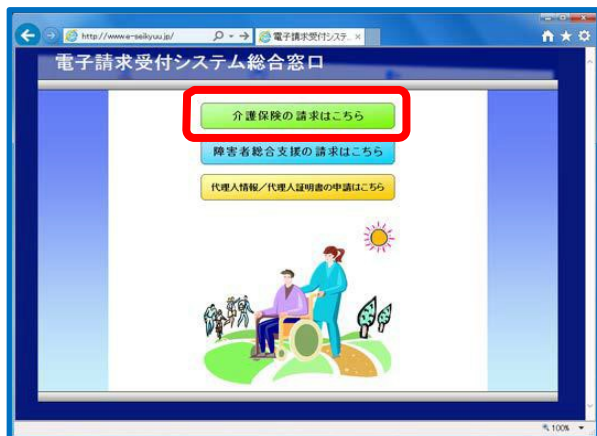 http://www.e-seikyuu.jp/
電子請求受付システ... ×
電子請求受付システム総合窓口
介護保険の請求はこちら
障害者総合支援の請求はこちら
代理人情報／代理人証明書の申請はこちら
100%